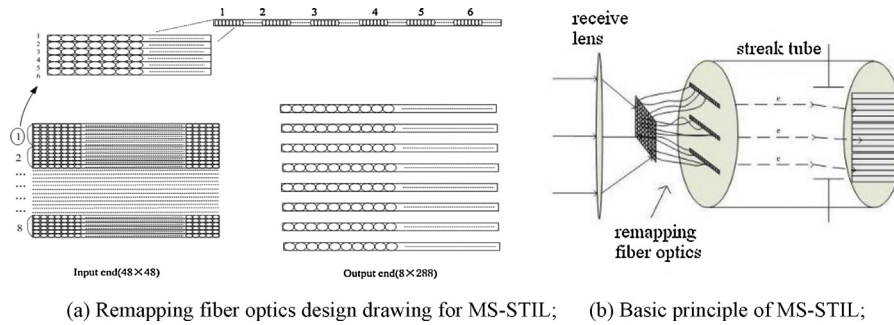 1 2 3 4 5 6
1
2
3
4
5
6
1
2
8
Input end(48×48)
Output end(8×288)
(a) Remapping fiber optics design drawing for MS-STIL;
receive
lens
streak tube
e
e
e
remapping
fiber optics
(b) Basic principle of MS-STIL;